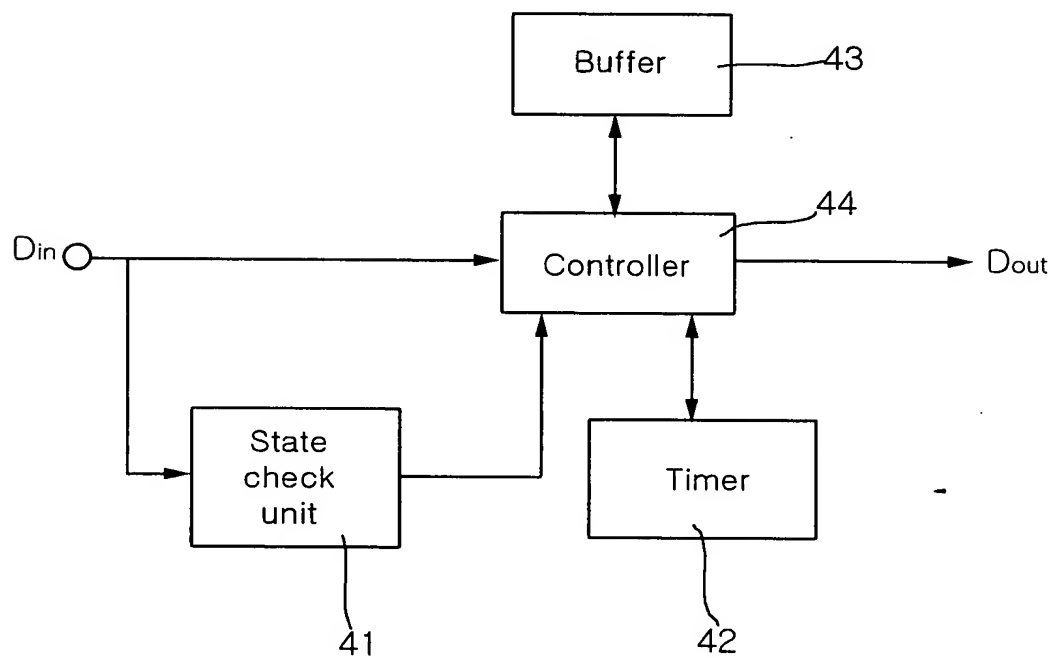 Buffer
43
44
Din
Controller
Dout
State
check
unit
Timer
41
42